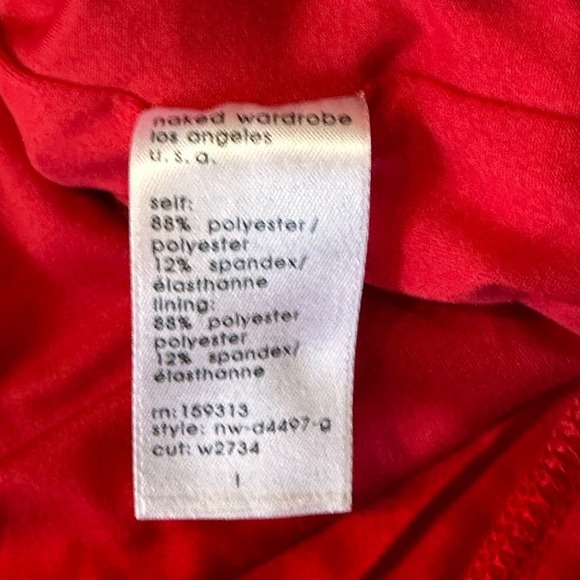 naked wardrobe
los angeles
u. s. a.
self:
88% polyester/
polyester
12% spandex/
élasthanne
lining:
88% polyester
polyester
12% spandex/
élasthanne
rn: 159313
style: nw-d4497-g
cut: w2734
l